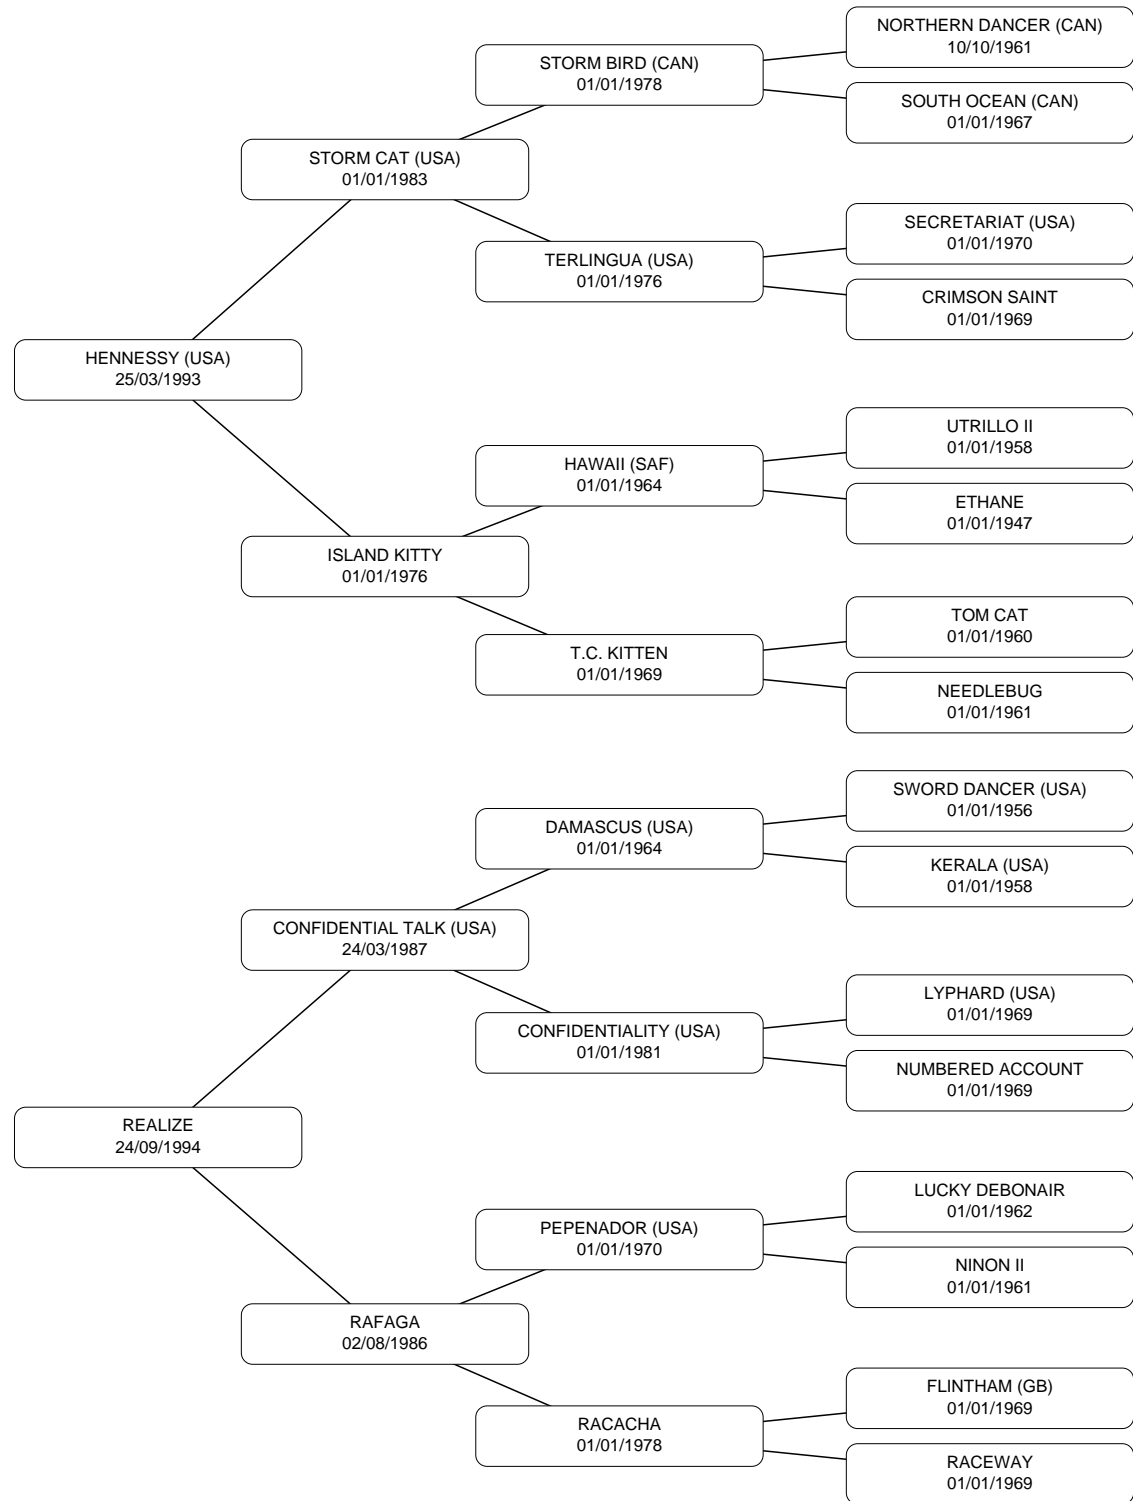 NORTHERN DANCER (CAN)
10/10/1961
STORM BIRD (CAN)
01/01/1978
SOUTH OCEAN (CAN)
01/01/1967
STORM CAT (USA)
01/01/1983
SECRETARIAT (USA)
01/01/1970
TERLINGUA (USA)
01/01/1976
CRIMSON SAINT
01/01/1969
HENNESSY (USA)
25/03/1993
UTRILLO II
01/01/1958
HAWAII (SAF)
01/01/1964
ETHANE
01/01/1947
ISLAND KITTY
01/01/1976
TOM CAT
01/01/1960
T.C. KITTEN
01/01/1969
NEEDLEBUG
01/01/1961
SWORD DANCER (USA)
01/01/1956
DAMASCUS (USA)
01/01/1964
KERALA (USA)
01/01/1958
CONFIDENTIAL TALK (USA)
24/03/1987
LYPHARD (USA)
01/01/1969
CONFIDENTIALITY (USA)
01/01/1981
NUMBERED ACCOUNT
01/01/1969
REALIZE
24/09/1994
LUCKY DEBONAIR
01/01/1962
PEPENADOR (USA)
01/01/1970
NINON II
01/01/1961
RAFAGA
02/08/1986
FLINTHAM (GB)
01/01/1969
RACACHA
01/01/1978
RACEWAY
01/01/1969